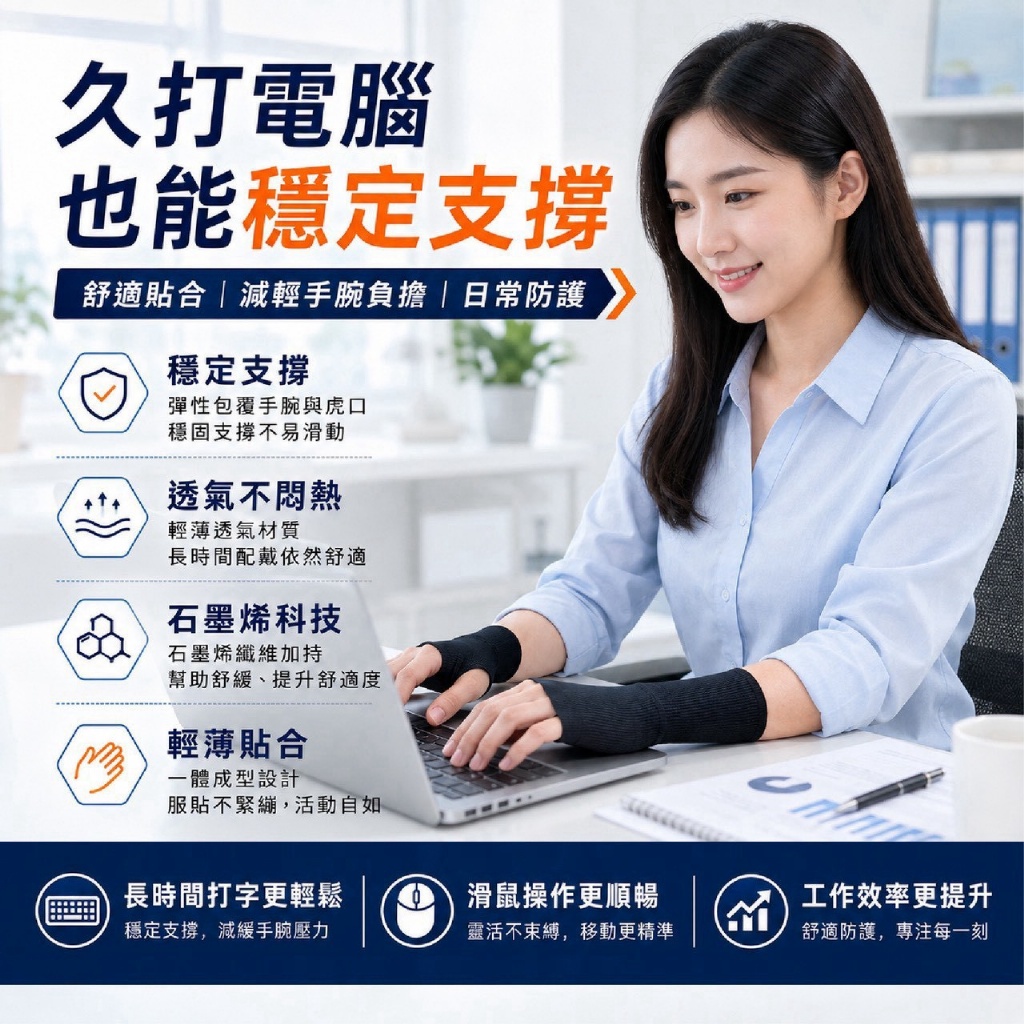 久打電腦
也能穩定支撐
舒適貼合｜減輕手腕負擔｜日常防護
穩定支撐
彈性包覆手腕與虎口
穩固支撐不易滑動
透氣不悶熱
輕薄透氣材質
長時間配戴依然舒適
石墨烯科技
石墨烯纖維加持
幫助舒緩、提升舒適度
輕薄貼合
一體成型設計
服貼不緊繃，活動自如
長時間打字更輕鬆
穩定支撐，減緩手腕壓力
滑鼠操作更順暢
靈活不束縛，移動更精準
工作效率更提升
舒適防護，專注每一刻